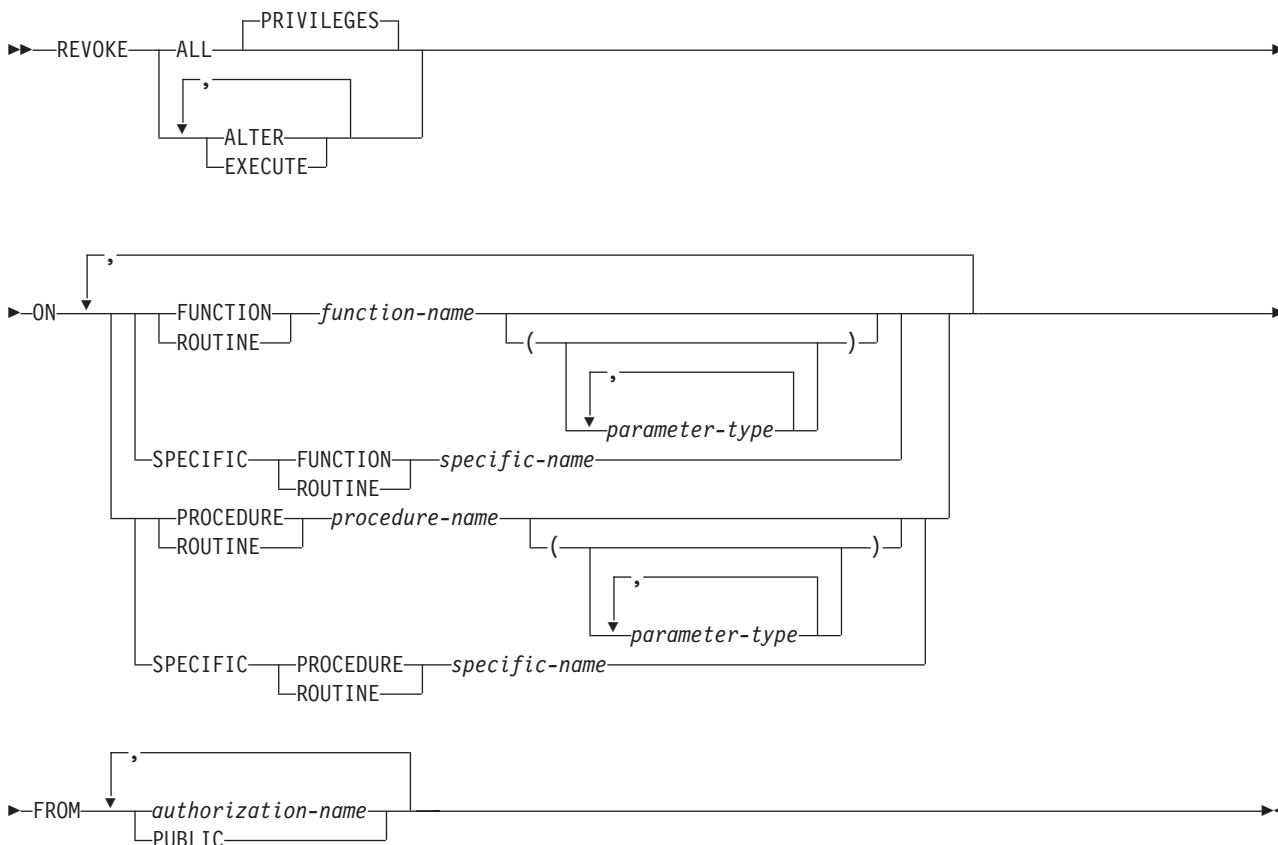 PRIVILEGES
REVOKE ALL
,
ALTER
EXECUTE
,
ON FUNCTION function-name
ROUTINE ( )
,
parameter-type
SPECIFIC FUNCTION specific-name
ROUTINE
PROCEDURE procedure-name
ROUTINE ( )
,
parameter-type
SPECIFIC PROCEDURE specific-name
ROUTINE
,
FROM authorization-name
PUBLIC